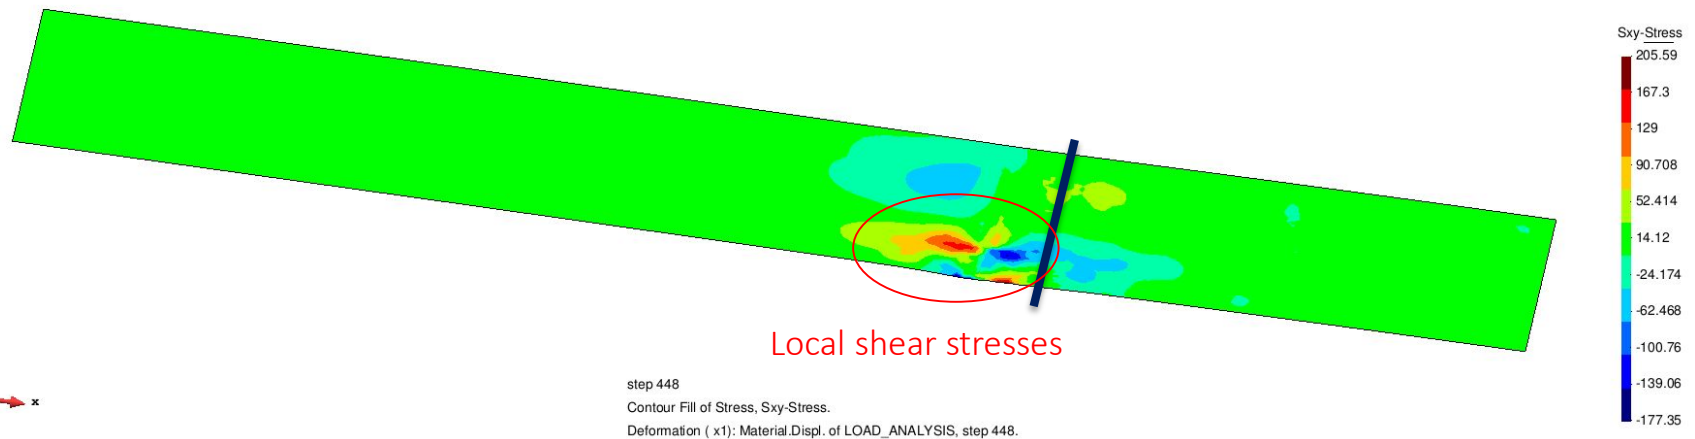 Sxy-Stress
205.59
167.3
129
90.708
52.414
14.12
-24.174
-62.468
-100.76
-139.06
-177.35
Local shear stresses
step 448
Contour Fill of Stress, Sxy-Stress.
Deformation ( x1): Material.Displ. of LOAD_ANALYSIS, step 448.
x